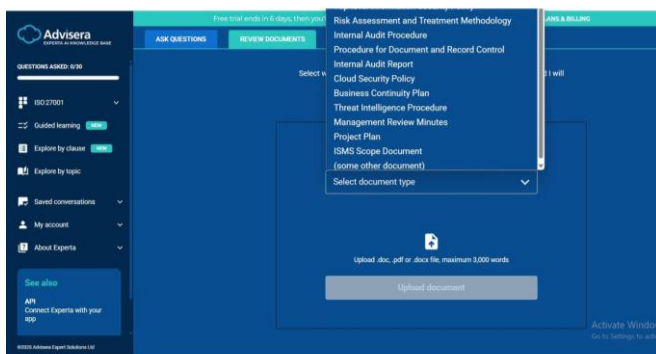 Advisera
EXPERTA AI KNOWLEDGE BASE
QUESTIONS ASKED: 0/30
ISO 27001
Guided learning NEW
Explore by clause NEW
Explore by topic
Saved conversations
My account
About Experta
See also
API
Connect Experta with your
app
©2025 Advisera Expert Solutions Ltd
Free trial ends in 6 days, then you'
ANS & BILLING
ASK QUESTIONS
REVIEW DOCUMENTS
Select
I will
Risk Assessment and Treatment Methodology
Internal Audit Procedure
Procedure for Document and Record Control
Internal Audit Report
Cloud Security Policy
Business Continuity Plan
Threat Intelligence Procedure
Management Review Minutes
Project Plan
ISMS Scope Document
(some other document)
Select document type
Upload .doc, .pdf or .docx file, maximum 3,000 words
Upload document
Activate Windo
Go to Settings to acti